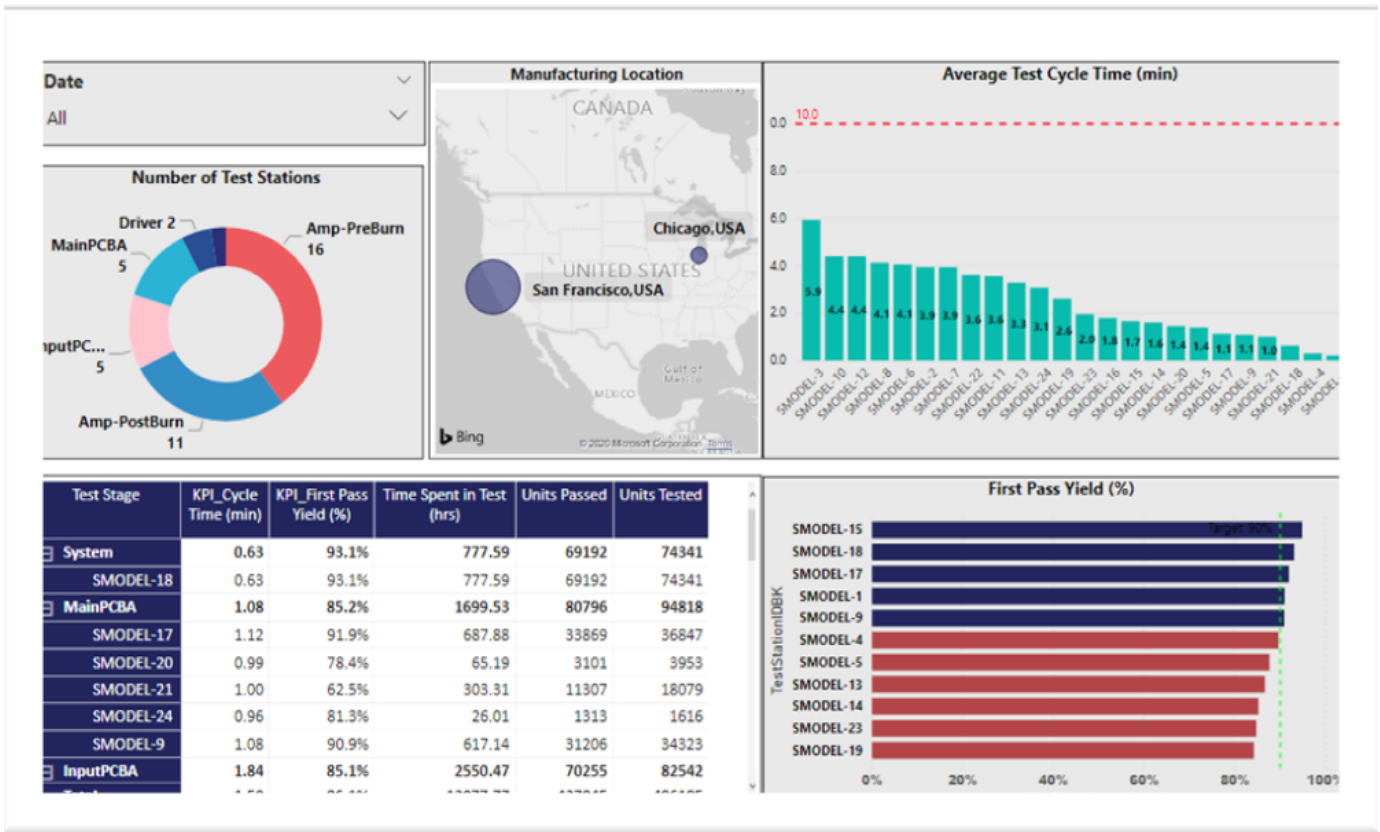 Date
All
Number of Test Stations
Driver 2
MainPCBA
5
Amp-PreBurn
16
nputPC...
5
Amp-PostBurn
11
Manufacturing Location
CANADA
Chicago,USA
UNITED STATES
San Francisco,USA
Gulf of
Mexico
MEXICO
Bing
© 2020 Microsoft Corporation Terms
Average Test Cycle Time (min)
10.0
0.0
8.0
6.0
4.0
2.0
0.0
5.9 4.4 4.4 4.1 4.1 3.9 3.9 3.6 3.6 3.3 3.1 2.6 2.0 1.8 1.7 1.6 1.4 1.4 1.1 1.1 1.0
SMODEL-3
SMODEL-10
SMODEL-12
SMODEL-8
SMODEL-6
SMODEL-2
SMODEL-7
SMODEL-22
SMODEL-11
SMODEL-13
SMODEL-24
SMODEL-19
SMODEL-23
SMODEL-16
SMODEL-15
SMODEL-14
SMODEL-20
SMODEL-5
SMODEL-17
SMODEL-9
SMODEL-21
SMODEL-18
SMODEL-4
SMODEL-
Test Stage KPI_Cycle Time (min) KPI_First Pass Yield (%) Time Spent in Test (hrs) Units Passed Units Tested
System 0.63 93.1% 777.59 69192 74341
SMODEL-18 0.63 93.1% 777.59 69192 74341
MainPCBA 1.08 85.2% 1699.53 80796 94818
SMODEL-17 1.12 91.9% 687.88 33869 36847
SMODEL-20 0.99 78.4% 65.19 3101 3953
SMODEL-21 1.00 62.5% 303.31 11307 18079
SMODEL-24 0.96 81.3% 26.01 1313 1616
SMODEL-9 1.08 90.9% 617.14 31206 34323
InputPCBA 1.84 85.1% 2550.47 70255 82542
First Pass Yield (%)
Target: 90%
TestStationIDBK
SMODEL-15
SMODEL-18
SMODEL-17
SMODEL-1
SMODEL-9
SMODEL-4
SMODEL-5
SMODEL-13
SMODEL-14
SMODEL-23
SMODEL-19
0% 20% 40% 60% 80% 100%